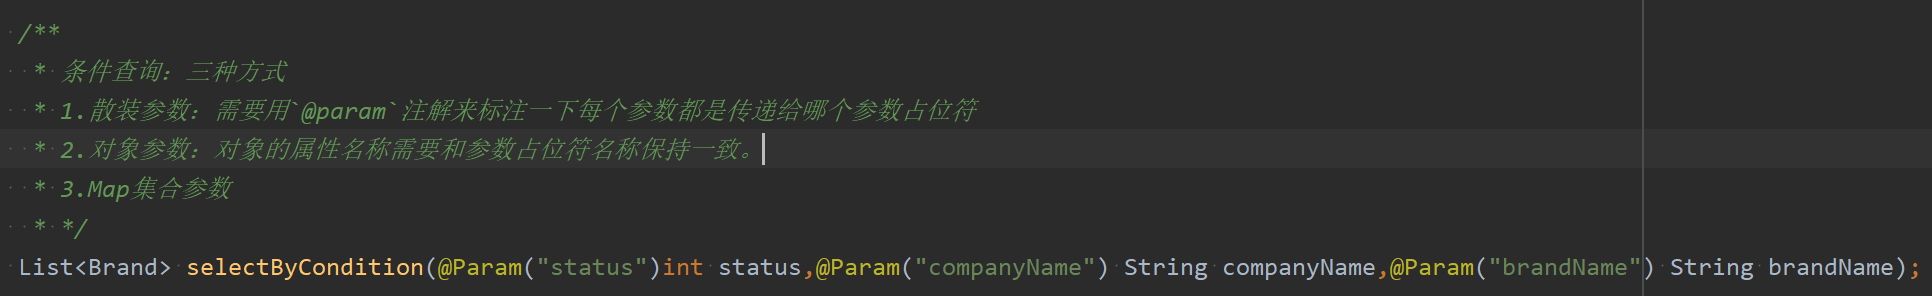 /**
* 条件查询：三种方式
* 1.散装参数：需要用`@param`注解来标注一下每个参数都是传递给哪个参数占位符
* 2.对象参数：对象的属性名称需要和参数占位符名称保持一致。
* 3.Map集合参数
* */
List<Brand> selectByCondition(@Param("status")int status,@Param("companyName") String companyName,@Param("brandName") String brandName);